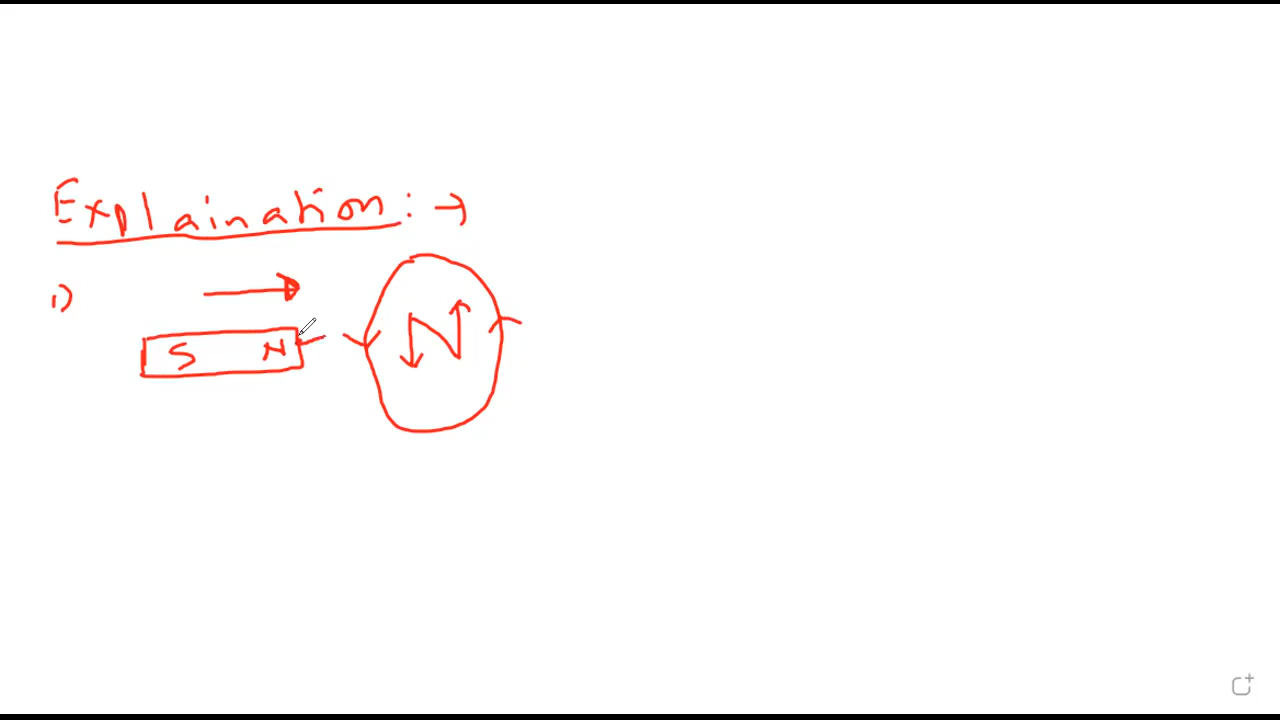 Explaination : →
1)
S N N